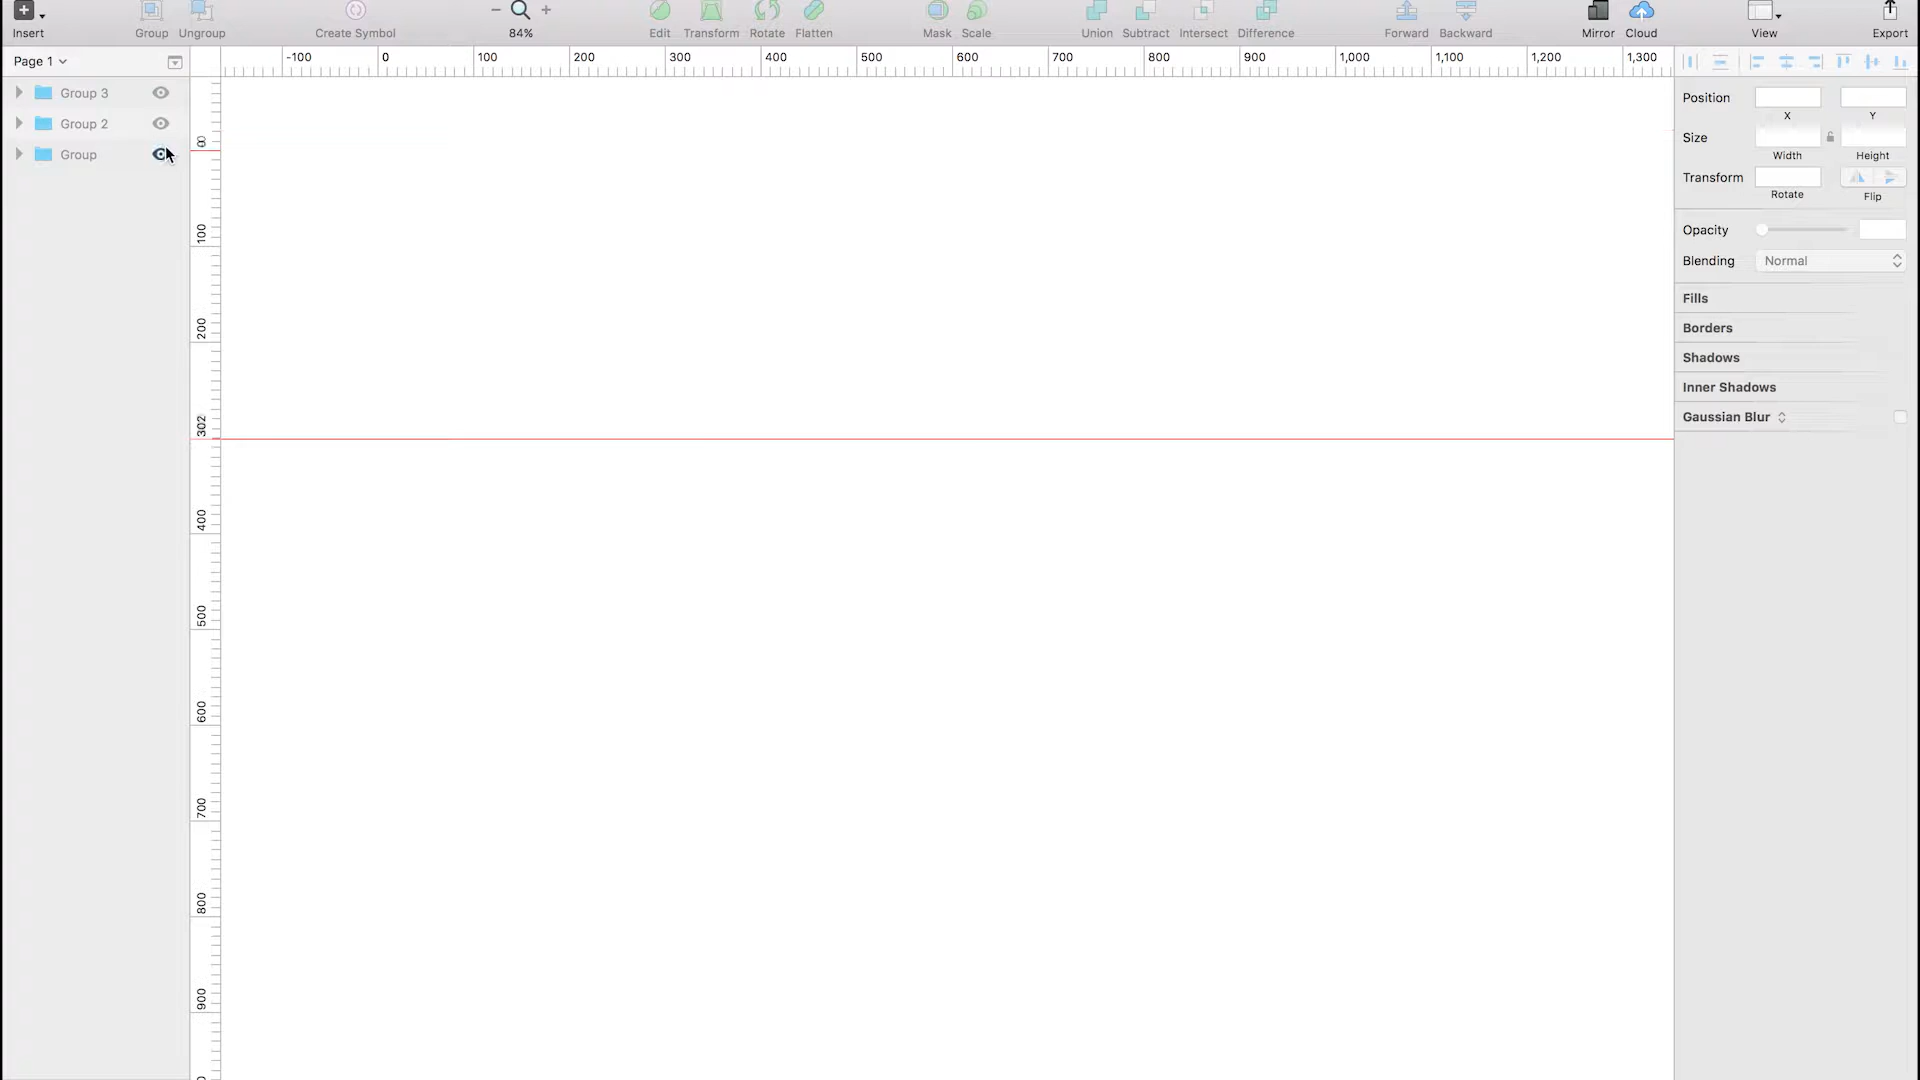 Insert
Group
Ungroup
Create Symbol
84%
Edit
Transform
Rotate
Flatten
Mask
Scale
Union
Subtract
Intersect
Difference
Forward
Backward
Mirror
Cloud
View
Export
Page 1
-100
0
100
200
300
400
500
600
700
800
900
1,000
1,100
1,200
1,300
Group 3
Group 2
Group
100
200
302
400
500
600
700
800
900
Position
X
Y
Size
Width
Height
Transform
Rotate
Flip
Opacity
Blending
Normal
Fills
Borders
Shadows
Inner Shadows
Gaussian Blur